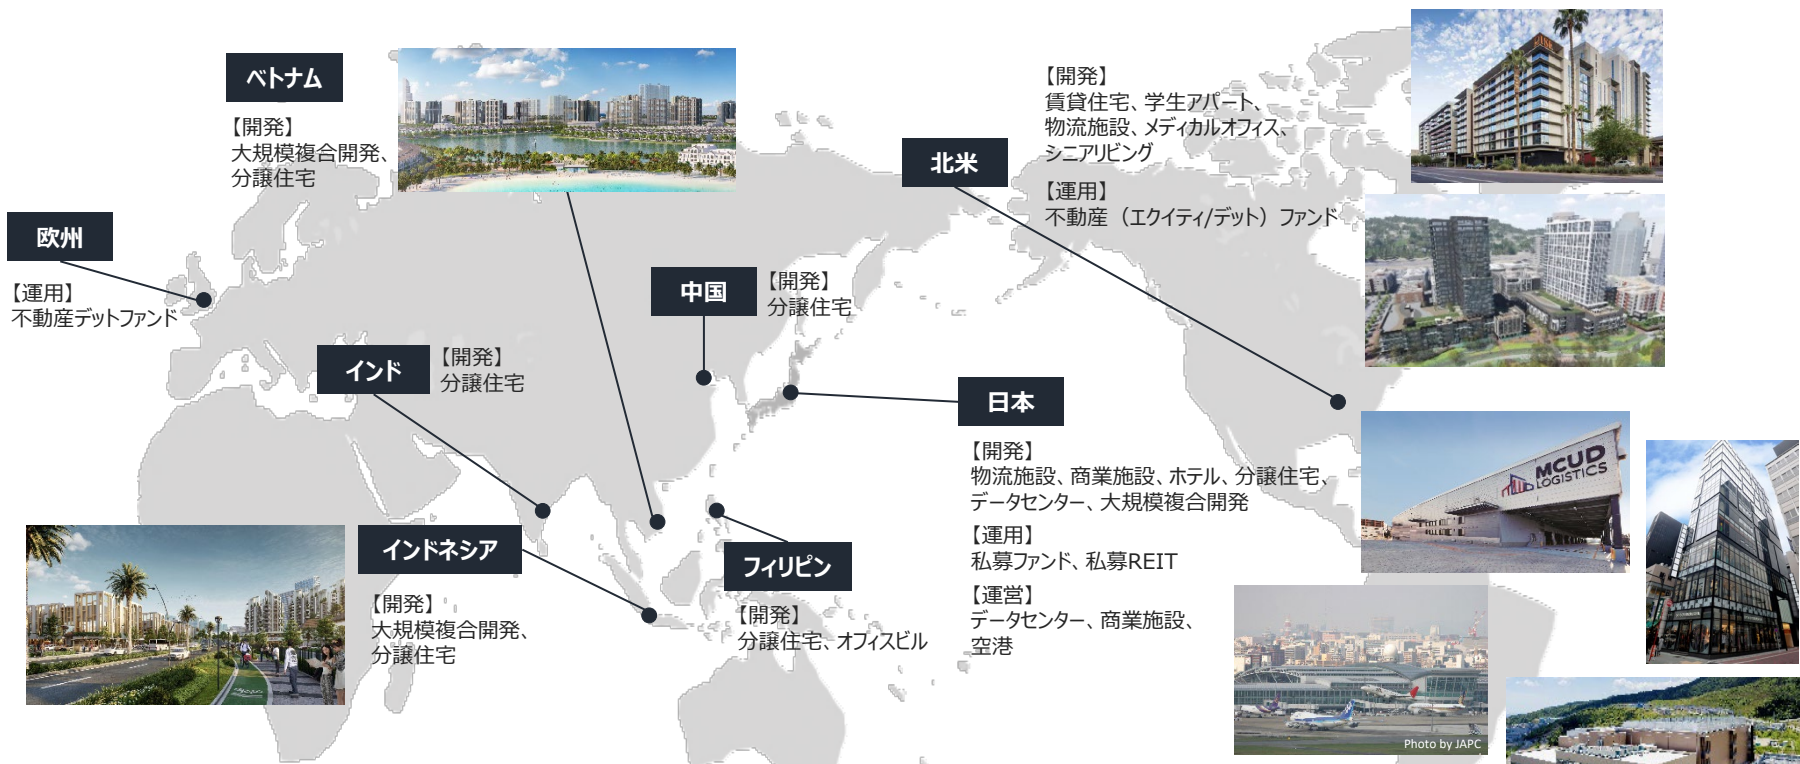 ベトナム
【開発】
大規模複合開発、
分譲住宅
欧州
【運用】
不動産デットファンド
インド
【開発】
分譲住宅
中国
【開発】
分譲住宅
北米
【開発】
賃貸住宅、学生アパート、
物流施設、メディカルオフィス、
シニアリビング
【運用】
不動産（エクイティ/デット）ファンド
日本
【開発】
物流施設、商業施設、ホテル、分譲住宅、
データセンター、大規模複合開発
【運用】
私募ファンド、私募REIT
【運営】
データセンター、商業施設、
空港
インドネシア
【開発】
大規模複合開発、
分譲住宅
フィリピン
【開発】
分譲住宅、オフィスビル
MCUD
LOGISTICS
Photo by JAPC